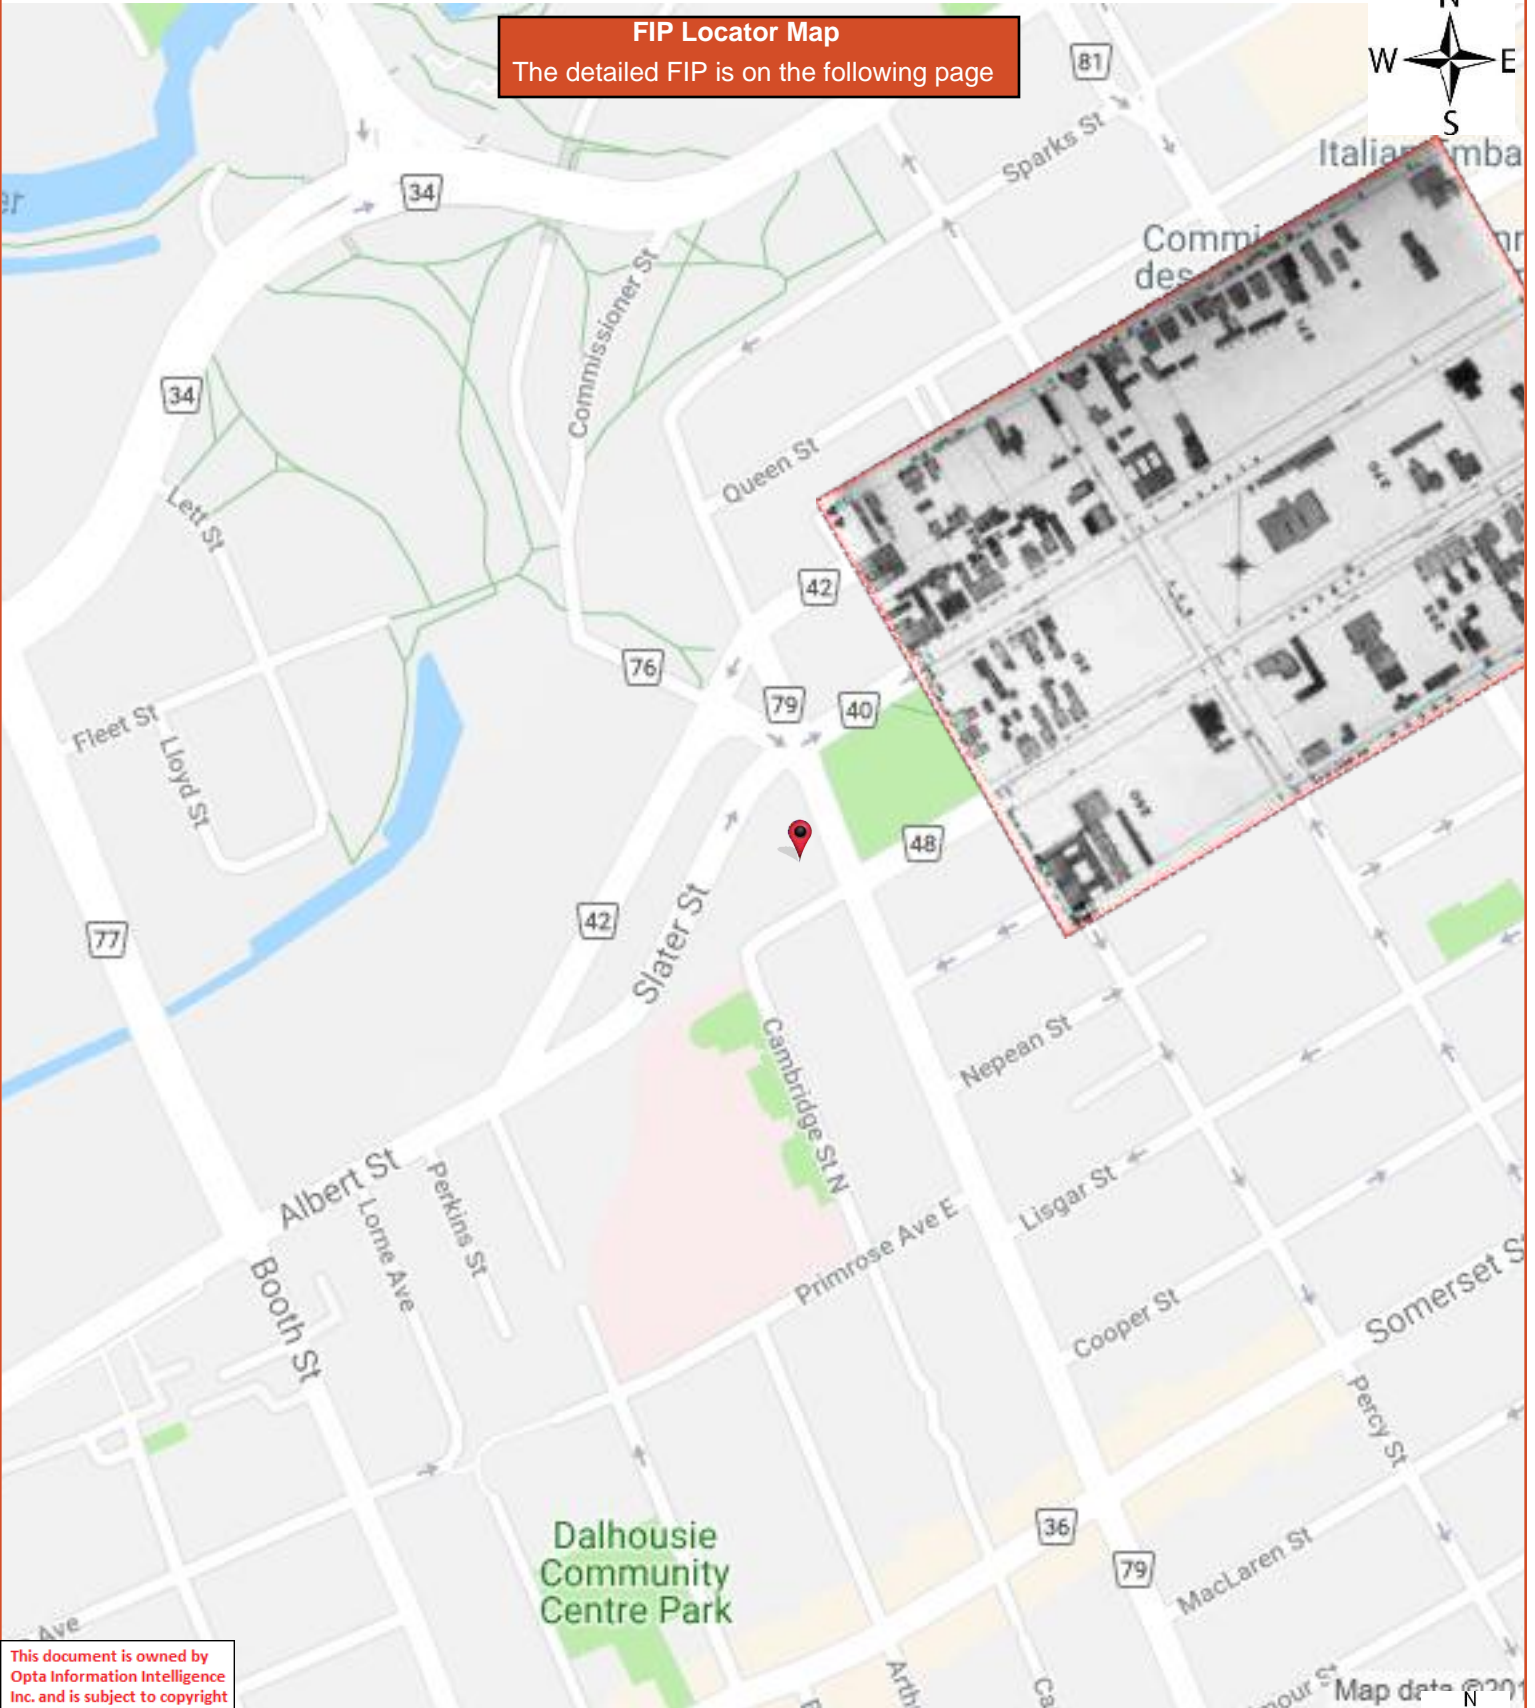 N
W E
S
FIP Locator Map
The detailed FIP is on the following page
81
Sparks St
34
Commissioner St
34
Queen St
Lett St
42
76
79
40
Fleet St
Lloyd St
48
42
77
Slater St
Cambridge St N
Nepean St
Albert St
Lorne Ave
Perkins St
Lisgar St
Primrose Ave E
Booth St
Cooper St
Somerset S
Percy St
Dalhousie
Community
Centre Park
36
79
MacLaren St
Ave
This document is owned by
Opta Information Intelligence
Inc. and is subject to copyright
Map data ©201
N